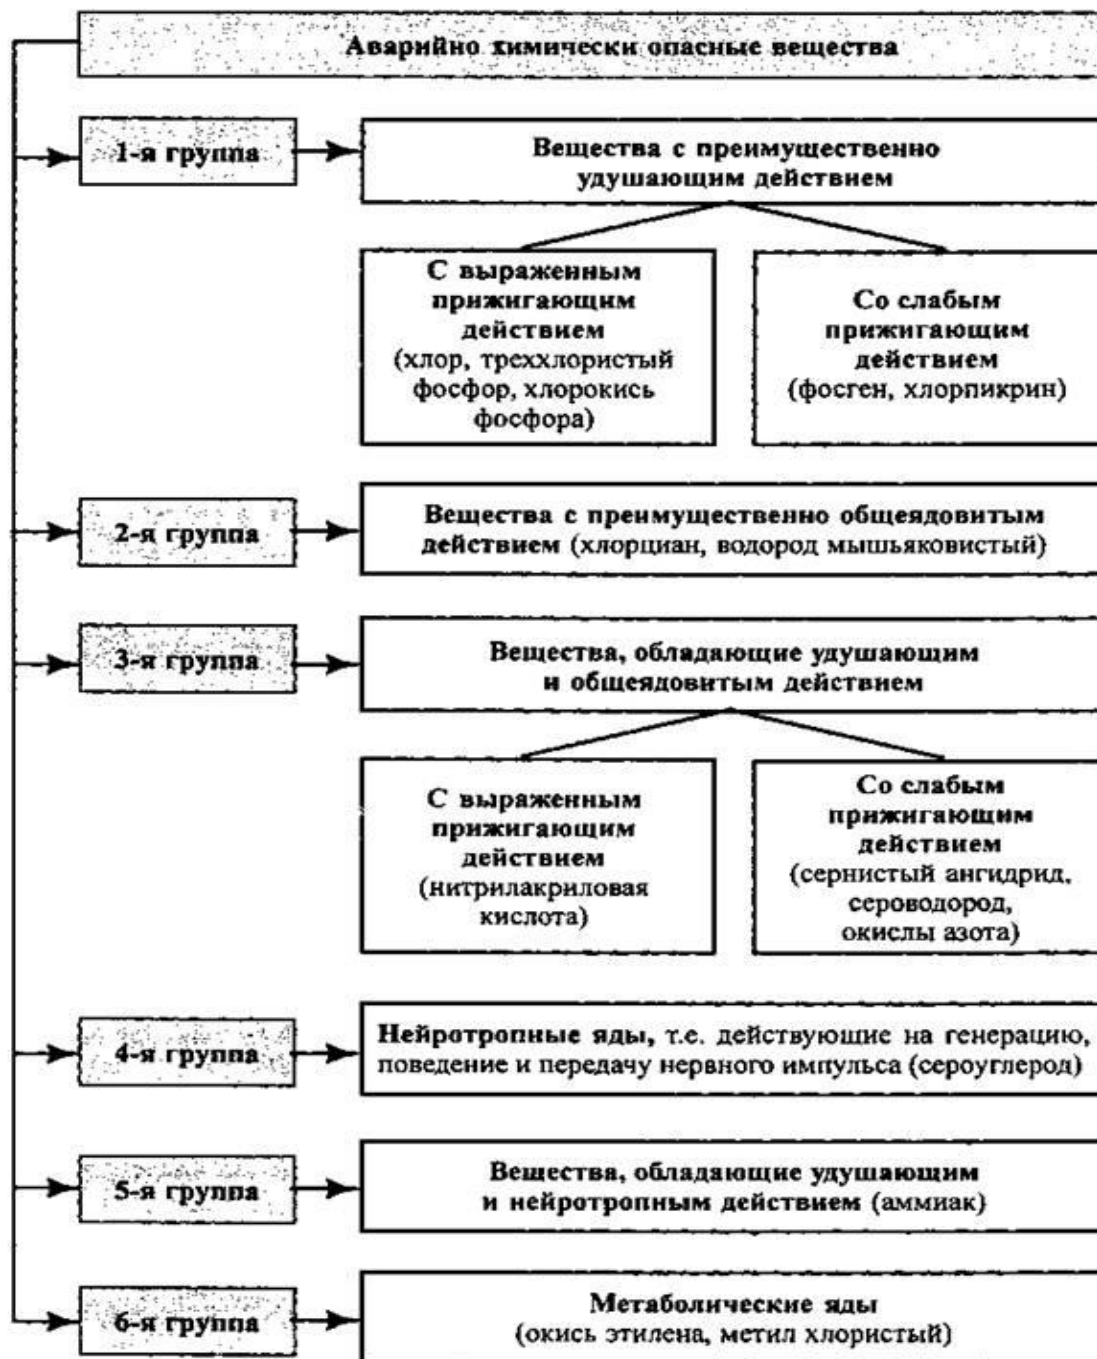 Аварийно химически опасные вещества
1-я группа
Вещества с преимущественно
удушающим действием
С выраженным
прижигающим
действием
(хлор, треххлористый
фосфор, хлорокись
фосфора)
Со слабым
прижигающим
действием
(фосген, хлорпикрин)
2-я группа
Вещества с преимущественно общеядовитым
действием (хлорциан, водород мышьяковистый)
3-я группа
Вещества, обладающие удушающим
и общеядовитым действием
С выраженным
прижигающим
действием
(нитрилакриловая
кислота)
Со слабым
прижигающим
действием
(сернистый ангидрид,
сероводород,
окислы азота)
4-я группа
Нейротропные яды, т.е. действующие на генерацию,
поведение и передачу нервного импульса (сероуглерод)
5-я группа
Вещества, обладающие удушающим
и нейротропным действием (аммиак)
6-я группа
Метаболические яды
(окись этилена, метил хлористый)